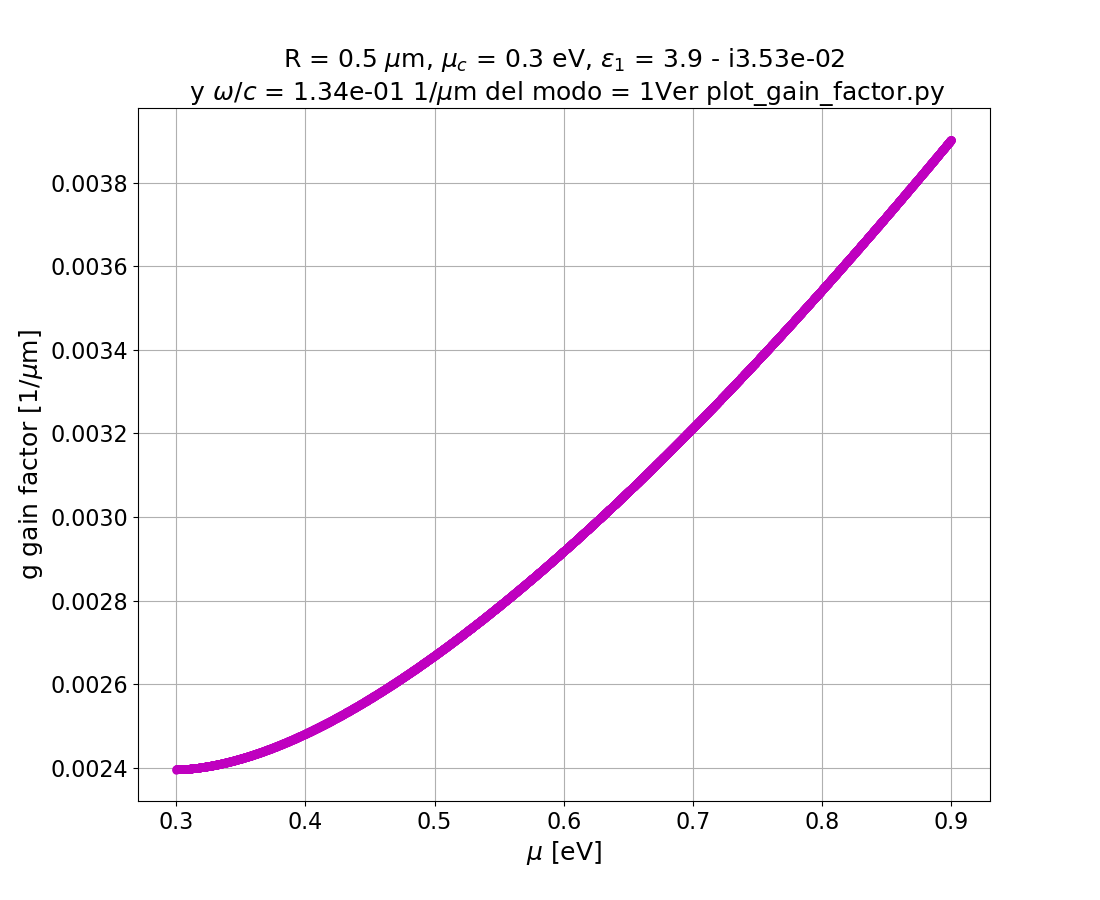 R = 0.5 μm, μc = 0.3 eV, ε1 = 3.9 - i3.53e-02
y ω/c = 1.34e-01 1/μm del modo = 1Ver plot_gain_factor.py
g gain factor [1/μm]
0.0038
0.0036
0.0034
0.0032
0.0030
0.0028
0.0026
0.0024
0.3 0.4 0.5 0.6 0.7 0.8 0.9
μ [eV]